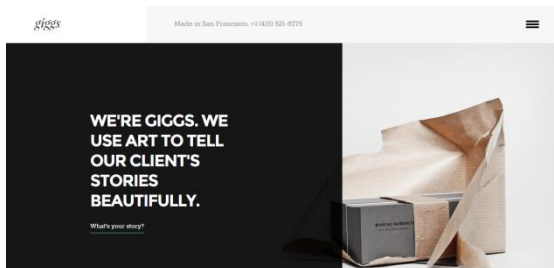 giggs
Made in San Francisco. +1 (415) 521-8775
WE'RE GIGGS. WE
USE ART TO TELL
OUR CLIENT'S
STORIES
BEAUTIFULLY.
What's your story?